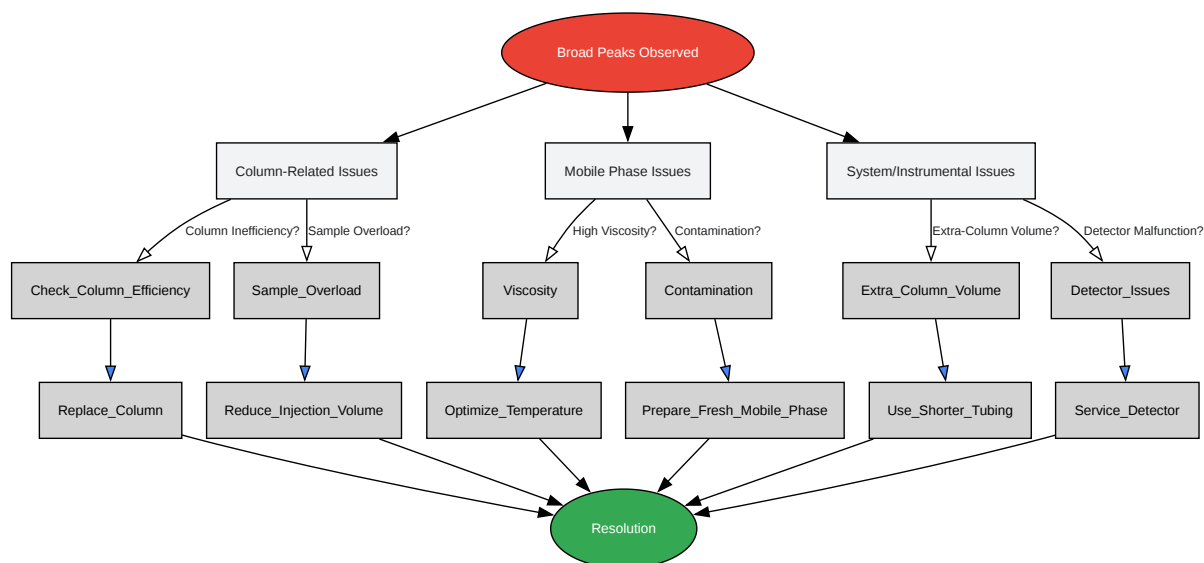 Broad Peaks Observed
Column-Related Issues
Mobile Phase Issues
System/Instrumental Issues
Column Inefficiency?
Sample Overload?
High Viscosity?
Contamination?
Extra-Column Volume?
Detector Malfunction?
Check_Column_Efficiency
Sample_Overload
Viscosity
Contamination
Extra_Column_Volume
Detector_Issues
Replace_Column
Reduce_Injection_Volume
Optimize_Temperature
Prepare_Fresh_Mobile_Phase
Use_Shorter_Tubing
Service_Detector
Resolution